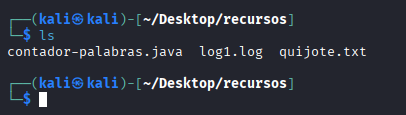 ┌──(kali㉿kali)-[~/Desktop/recursos]
└─$ ls
contador-palabras.java  log1.log  quijote.txt
┌──(kali㉿kali)-[~/Desktop/recursos]
└─$